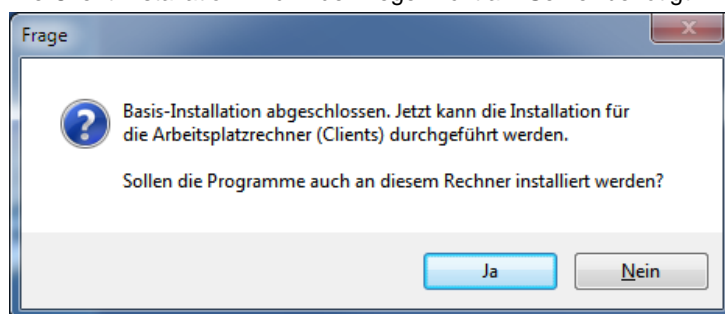 Frage
Basis-Installation abgeschlossen. Jetzt kann die Installation für
die Arbeitsplatzrechner (Clients) durchgeführt werden.
Sollen die Programme auch an diesem Rechner installiert werden?
Ja
Nein